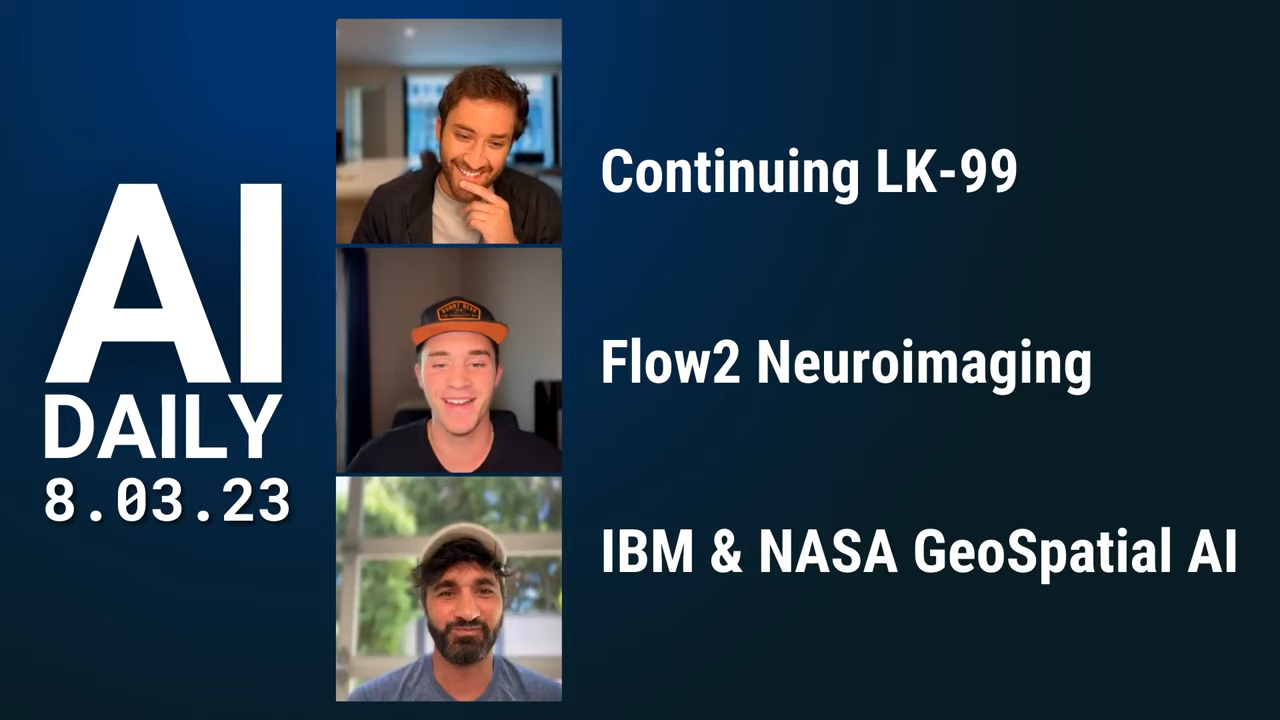 AI
DAILY
8.03.23
Continuing LK-99
Flow2 Neuroimaging
IBM & NASA GeoSpatial AI